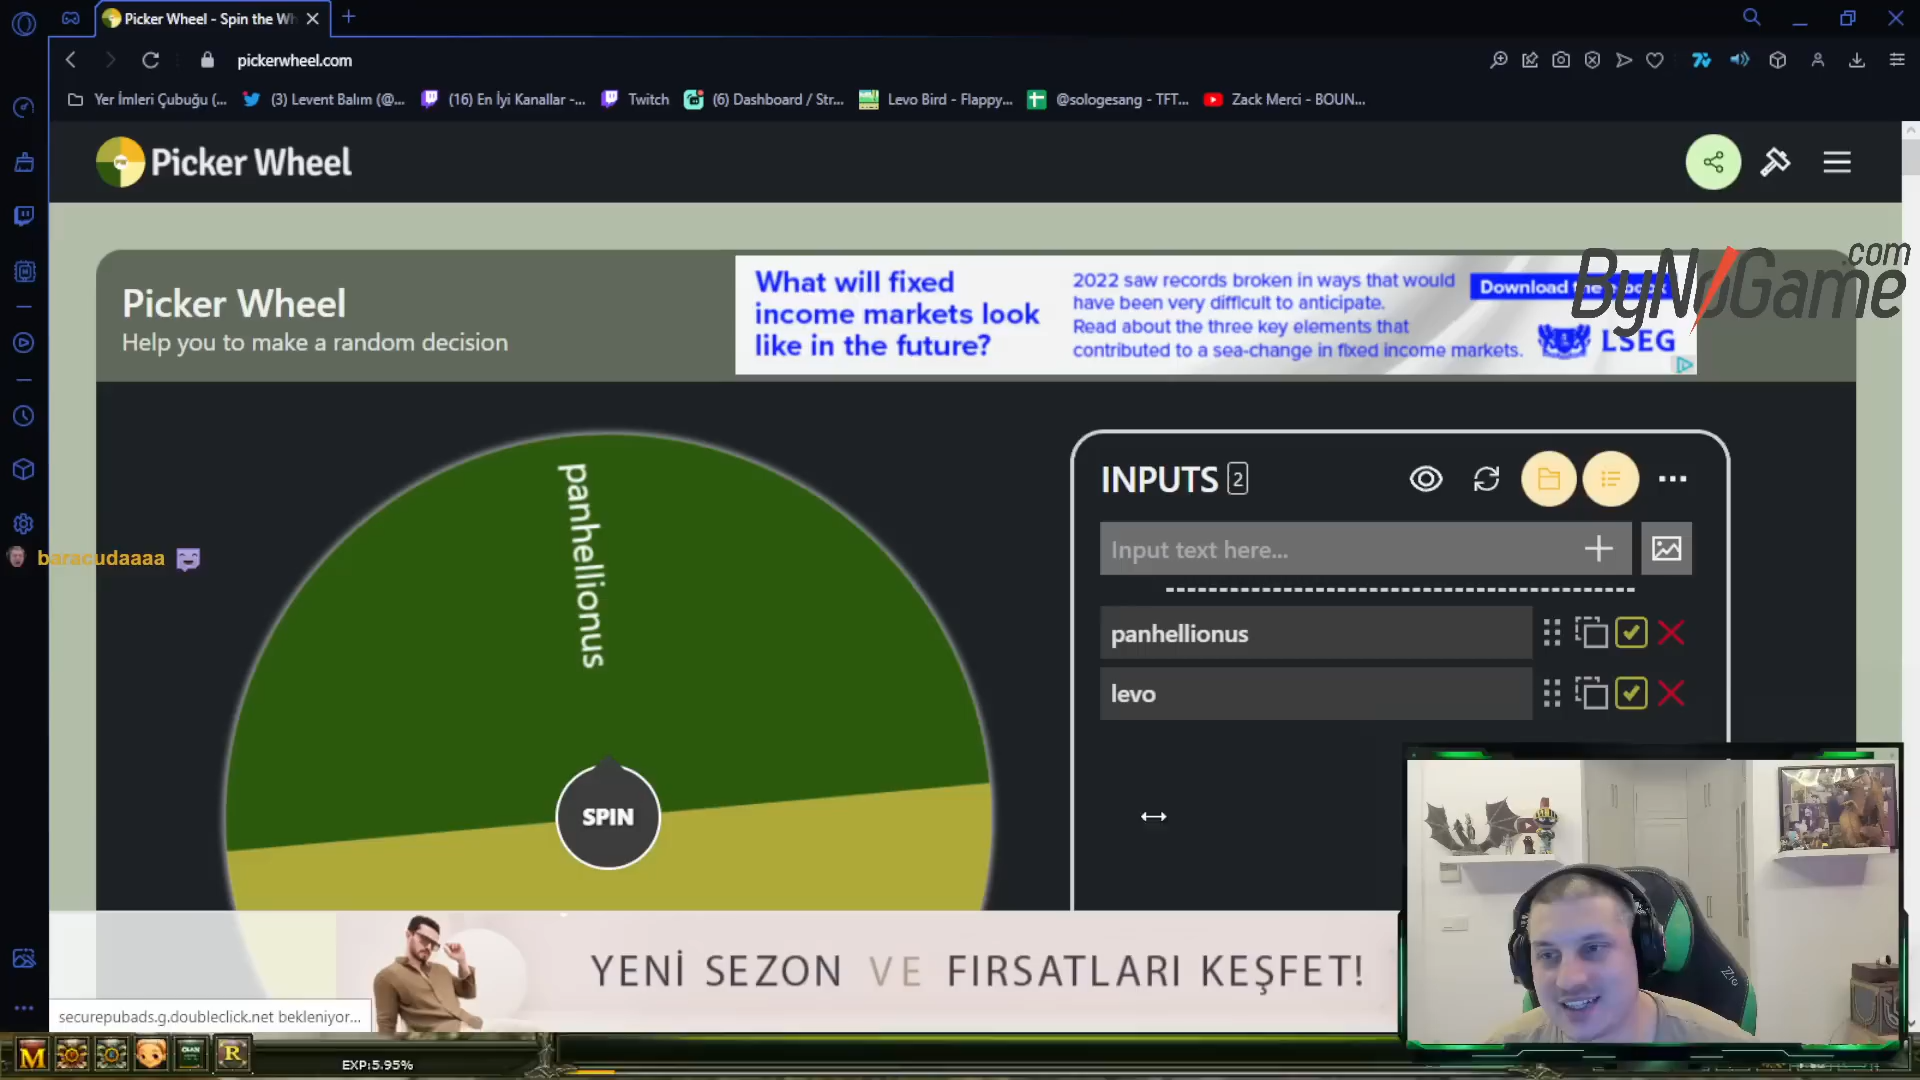 Picker Wheel - Spin the Wh
pickerwheel.com
Yer İmleri Çubuğu (...
(3) Levent Balım (@...
(16) En İyi Kanallar -...
Twitch
(6) Dashboard / Str...
Levo Bird - Flappy...
@sologesang - TFT...
Zack Merci - BOUN...
Picker Wheel
Picker Wheel
Help you to make a random decision
What will fixed
income markets look
like in the future?
2022 saw records broken in ways that would
have been very difficult to anticipate.
Read about the three key elements that
contributed to a sea-change in fixed income markets.
Download the e-book
LSEG
ByNoGame
.com
panhellionus
SPIN
INPUTS 2
Input text here...
panhellionus
levo
baracudaaaa
YENİ SEZON VE FIRSATLARI KEŞFET!
securepubads.g.doubleclick.net bekleniyor...
M
R
EXP:5.95%